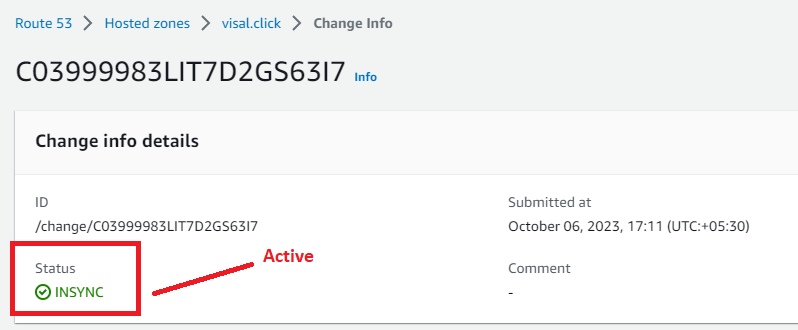 Route 53 > Hosted zones > visal.click > Change Info
C03999983LIT7D2GS63I7 Info
Change info details
ID
/change/C03999983LIT7D2GS63I7
Submitted at
October 06, 2023, 17:11 (UTC+05:30)
Status
INSYNC
Active
Comment
-